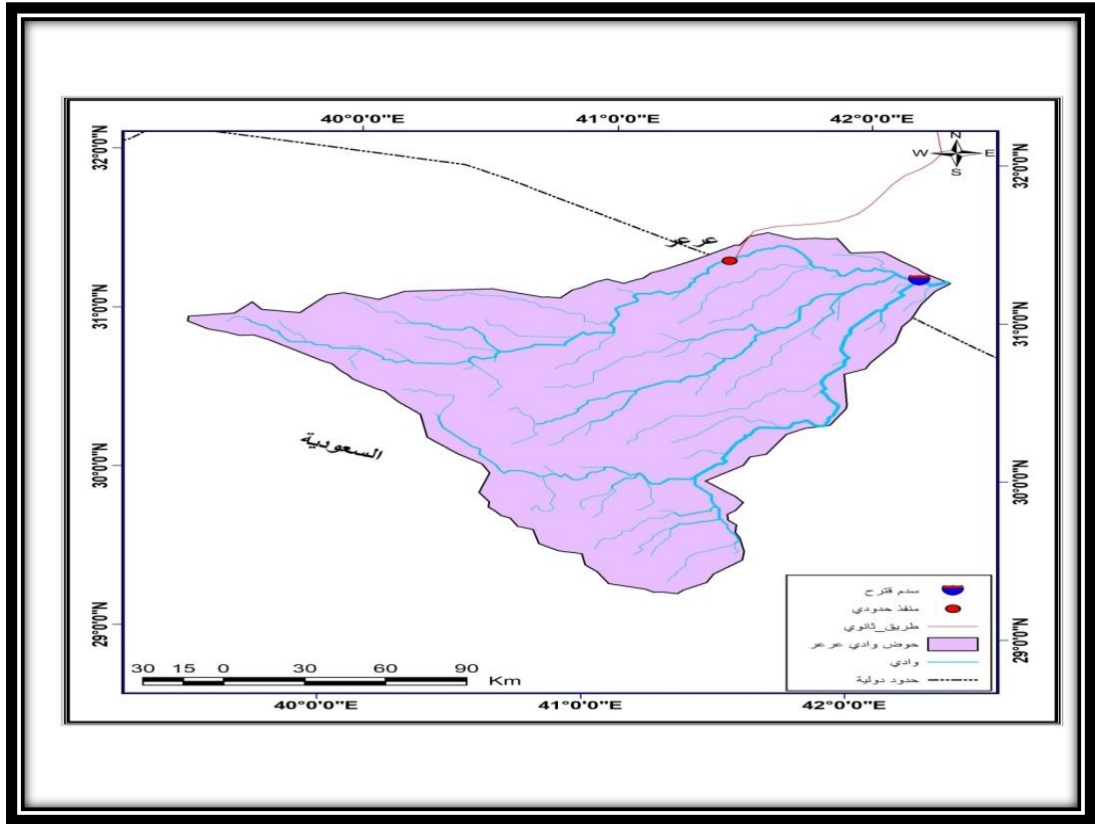 40°0'0"E 41°0'0"E 42°0'0"E
32°0'0"N
31°0'0"N
30°0'0"N
29°0'0"N
N
W E
S
32°0'0"N
31°0'0"N
30°0'0"N
29°0'0"N
عرعر
السعودية
سدم قترح
منفذ حدودي
طريق_ثانوي
حوض وادي عرعر
وادي
حدود دولية
30 15 0 30 60 90
Km
40°0'0"E 41°0'0"E 42°0'0"E